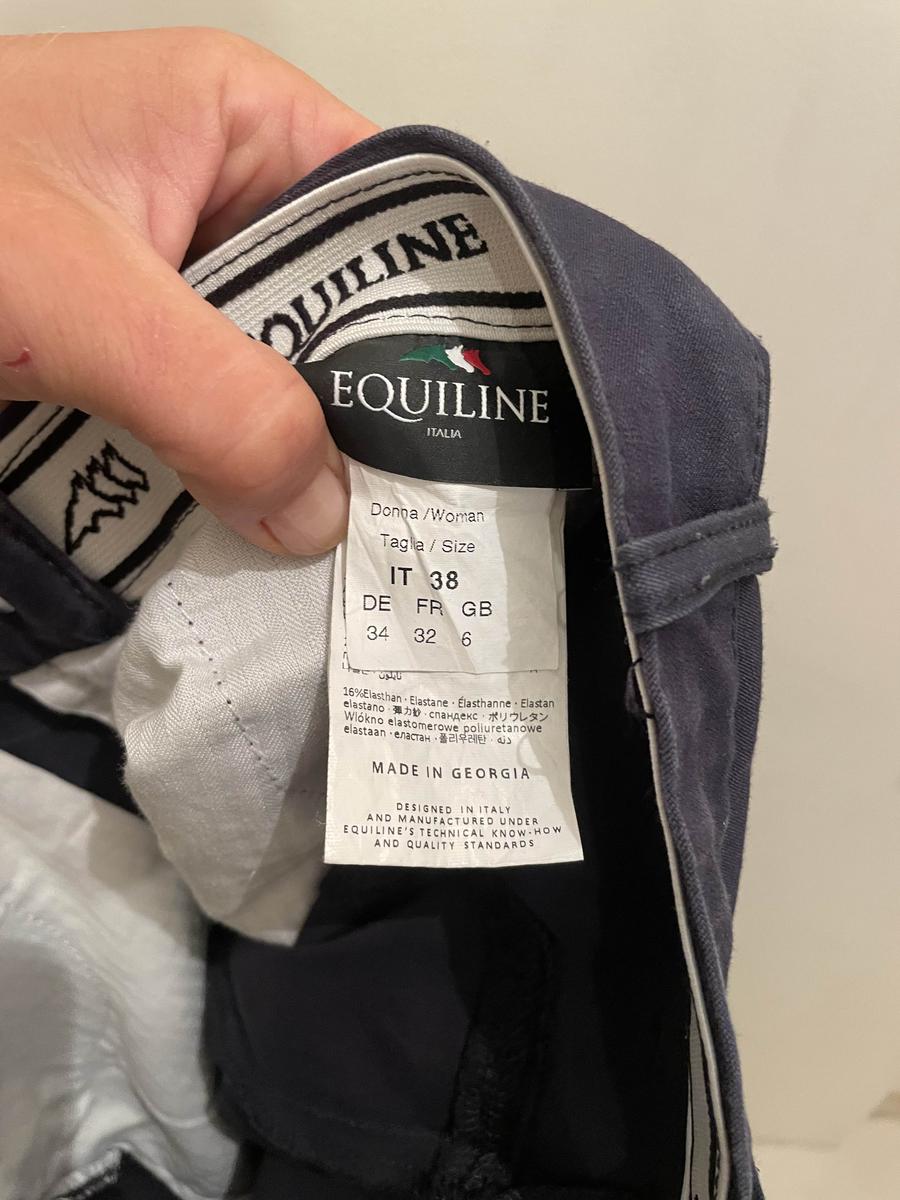 EQUILINE
EQUILINE
ITALIA
Donna /Woman
Taglia / Size
IT 38
DE FR GB
34 32 6
16%Elasthan · Elastane · Élasthanne · Elastan
elastano · 彈力紗 · спандекс · ポリウレタン
Włókno elastomerowe poliuretanowe
elastaan · еластан · 폴리우레탄 ·
MADE IN GEORGIA
DESIGNED IN ITALY
AND MANUFACTURED UNDER
EQUILINE'S TECHNICAL KNOW-HOW
AND QUALITY STANDARDS